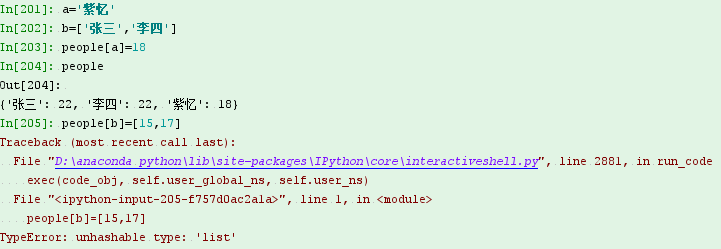 In[201]: a='紫忆'
In[202]: b=['张三','李四']
In[203]: people[a]=18
In[204]: people
Out[204]:
{'张三': 22, '李四': 22, '紫忆': 18}
In[205]: people[b]=[15,17]
Traceback (most recent call last):
  File "D:\anaconda python\lib\site-packages\IPython\core\interactiveshell.py", line 2881, in run_code
    exec(code_obj, self.user_global_ns, self.user_ns)
  File "<ipython-input-205-f757d0ac2a1a>", line 1, in <module>
    people[b]=[15,17]
TypeError: unhashable type: 'list'